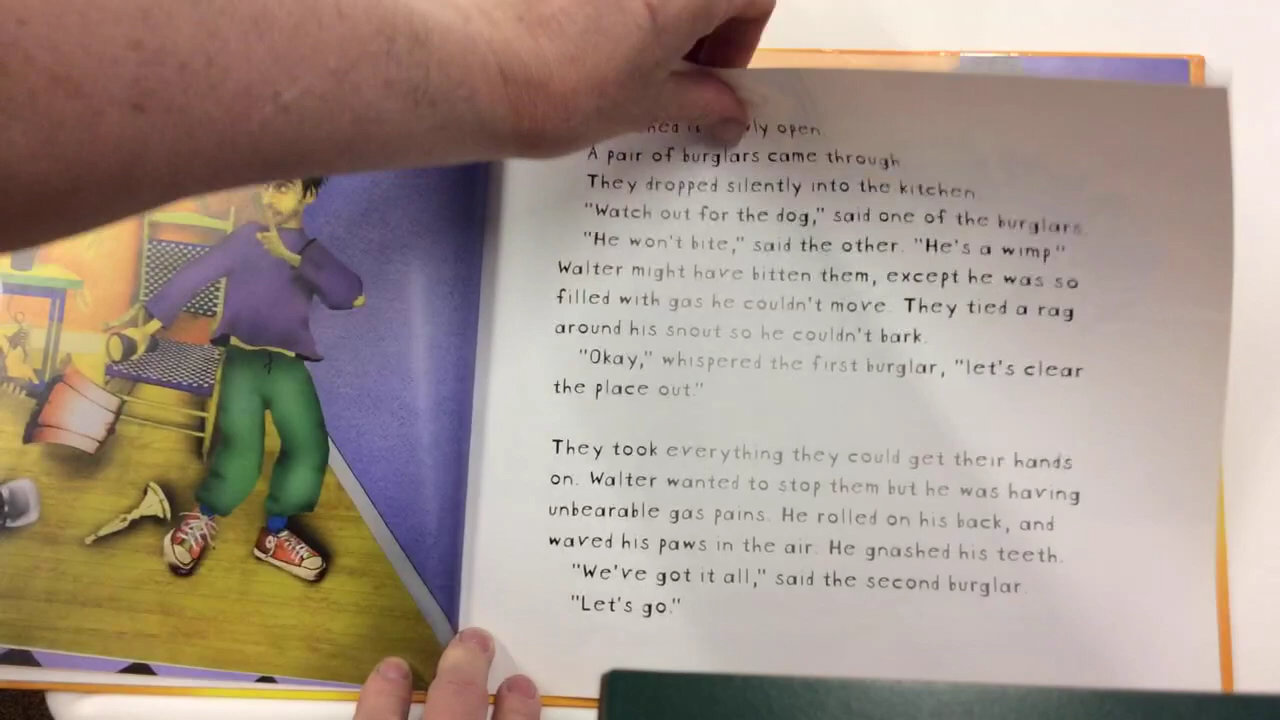 open.
A pair of burglars came through.
They dropped silently into the kitchen.
"Watch out for the dog," said one of the burglars.
"He won't bite," said the other. "He's a wimp"
Walter might have bitten them, except he was so
filled with gas he couldn't move. They tied a rag
around his snout so he couldn't bark.
"Okay," whispered the first burglar, "let's clear
the place out."
They took everything they could get their hands
on. Walter wanted to stop them but he was having
unbearable gas pains. He rolled on his back, and
waved his paws in the air. He gnashed his teeth.
"We've got it all," said the second burglar.
"Let's go."